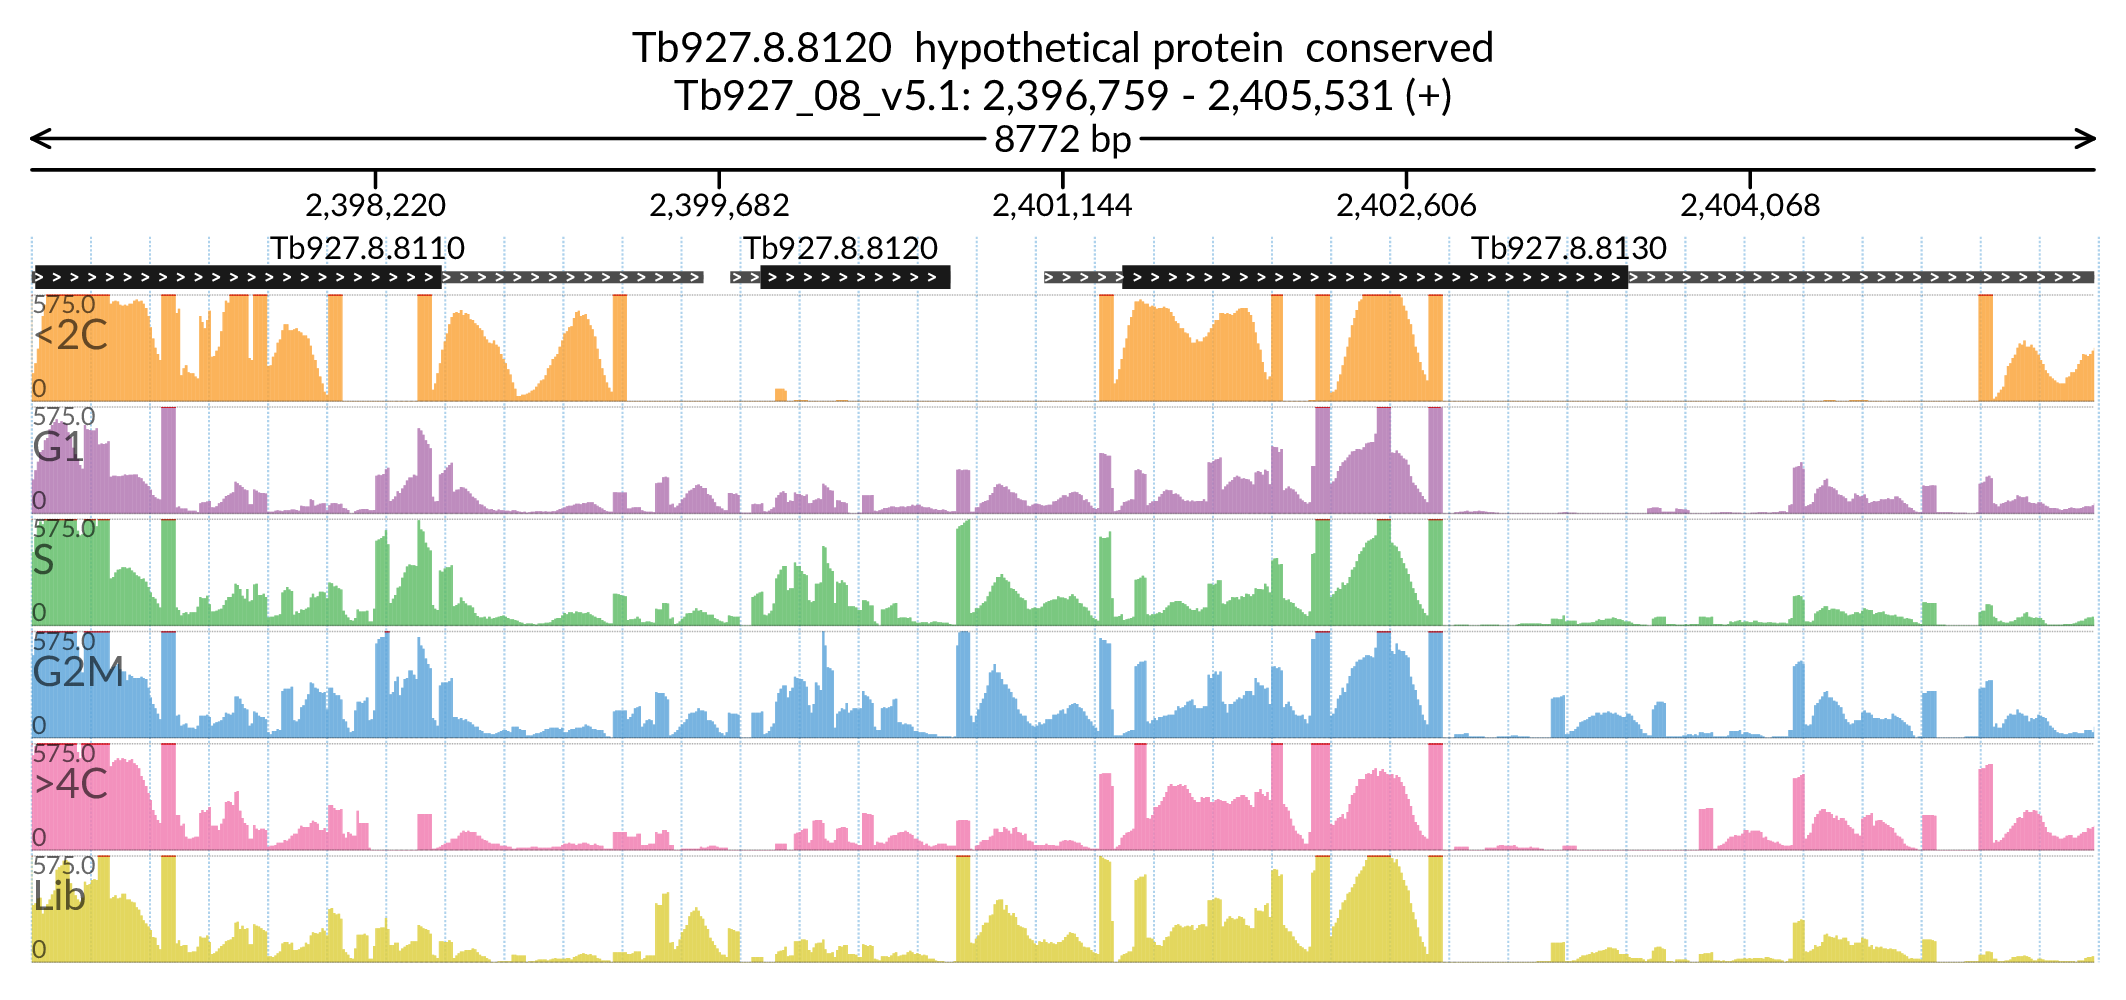 Tb927.8.8120  hypothetical protein  conserved
Tb927_08_v5.1: 2,396,759 - 2,405,531 (+)
8772 bp
2,398,220 2,399,682 2,401,144 2,402,606 2,404,068
Tb927.8.8110 Tb927.8.8120 Tb927.8.8130
575.0
<2C
0
575.0
G1
0
575.0
S
0
575.0
G2M
0
575.0
>4C
0
575.0
Lib
0